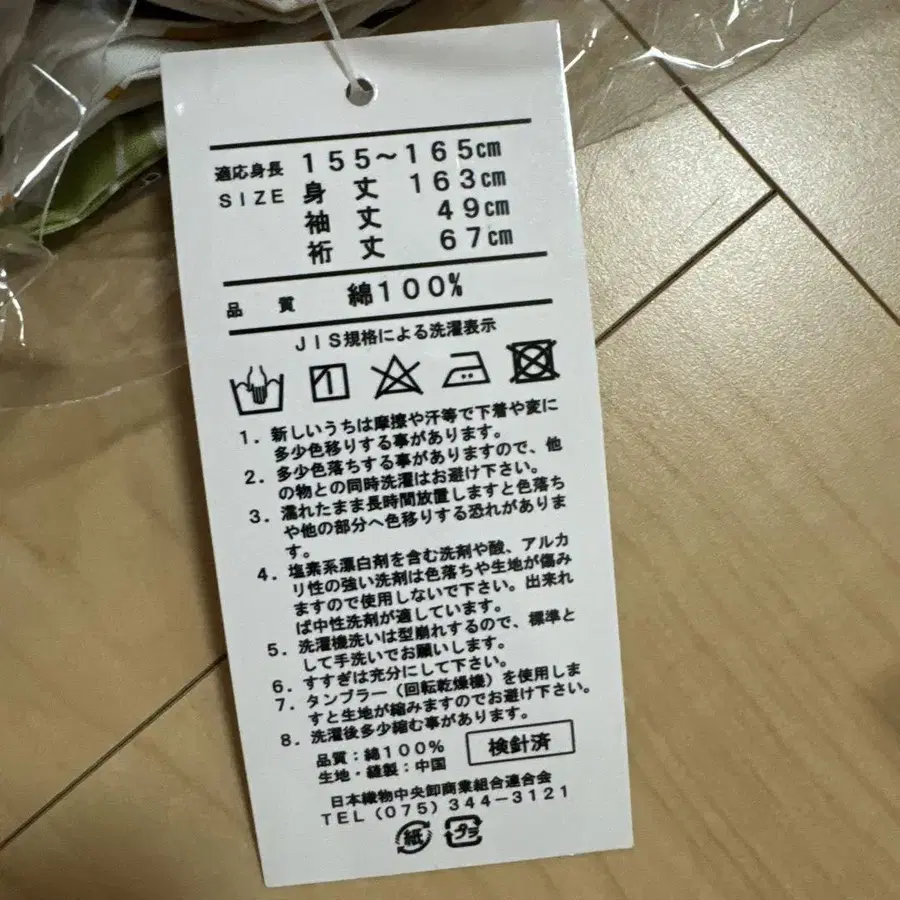 適応身長 155～165cm
SIZE 身丈 163cm
袖丈 49cm
裄丈 67cm
品質 綿100%
JIS規格による洗濯表示
1. 新しいうちは摩擦や汗等で下着や変に
多少色移りする事があります。
2. 多少色落ちする事がありますので、他
の物との同時洗濯はお避け下さい。
3. 濡れたまま長時間放置しますと色落ち
や他の部分へ色移りする恐れがありま
す。
4. 塩素系漂白剤を含む洗剤や酸、アルカ
リ性の強い洗剤は色落ちや生地が傷み
ますので使用しないで下さい。出来れ
ば中性洗剤が適しています。
5. 洗濯機洗いは型崩れするので、標準と
して手洗いでお願いします。
6. すすぎは充分にして下さい。
7. タンブラー（回転乾燥機）を使用しま
すと生地が縮みますのでお避け下さい。
8. 洗濯後多少縮む事があります。
品質：綿100%
生地・縫製：中国
検針済
日本織物中央卸商業組合連合会
TEL（075）344-3121
紙 プラ